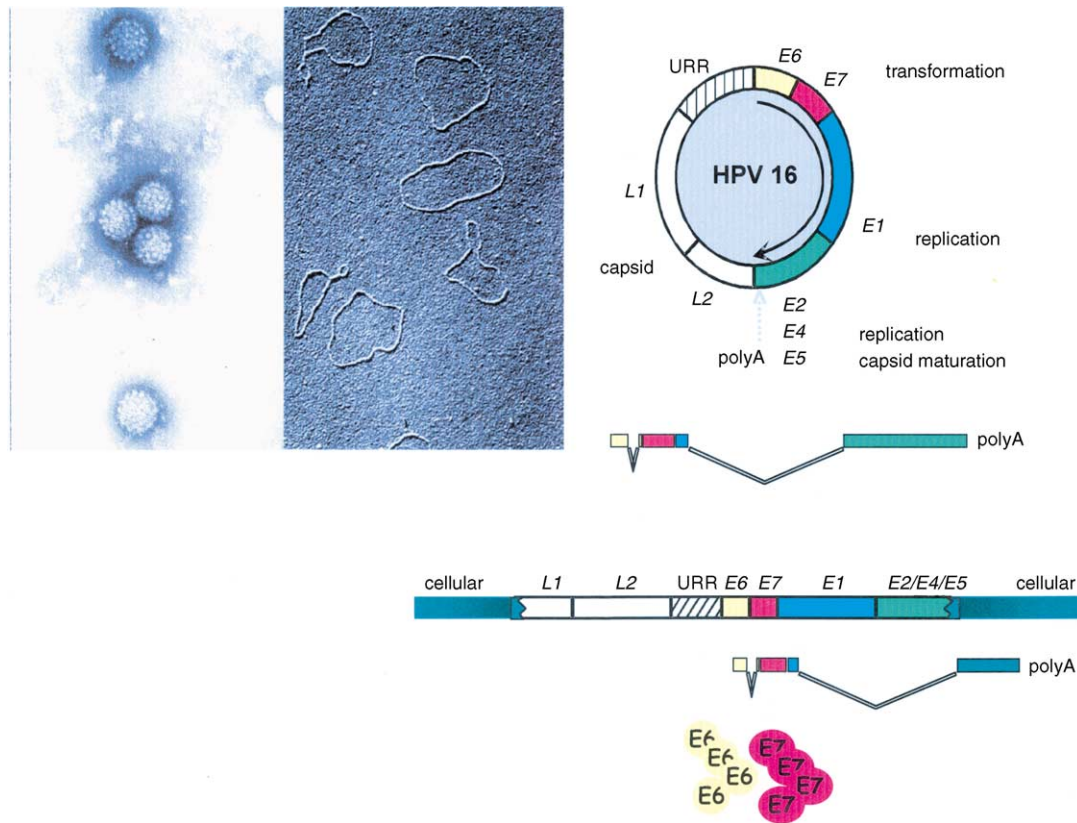 URR
E6
E7
transformation
HPV 16
L1
E1
replication
capsid
L2
E2
E4
replication
polyA
E5
capsid maturation
polyA
cellular
L1
L2
URR
E6
E7
E1
E2/E4/E5
cellular
polyA
E6
E6
E6
E6
E7
E7
E7
E7